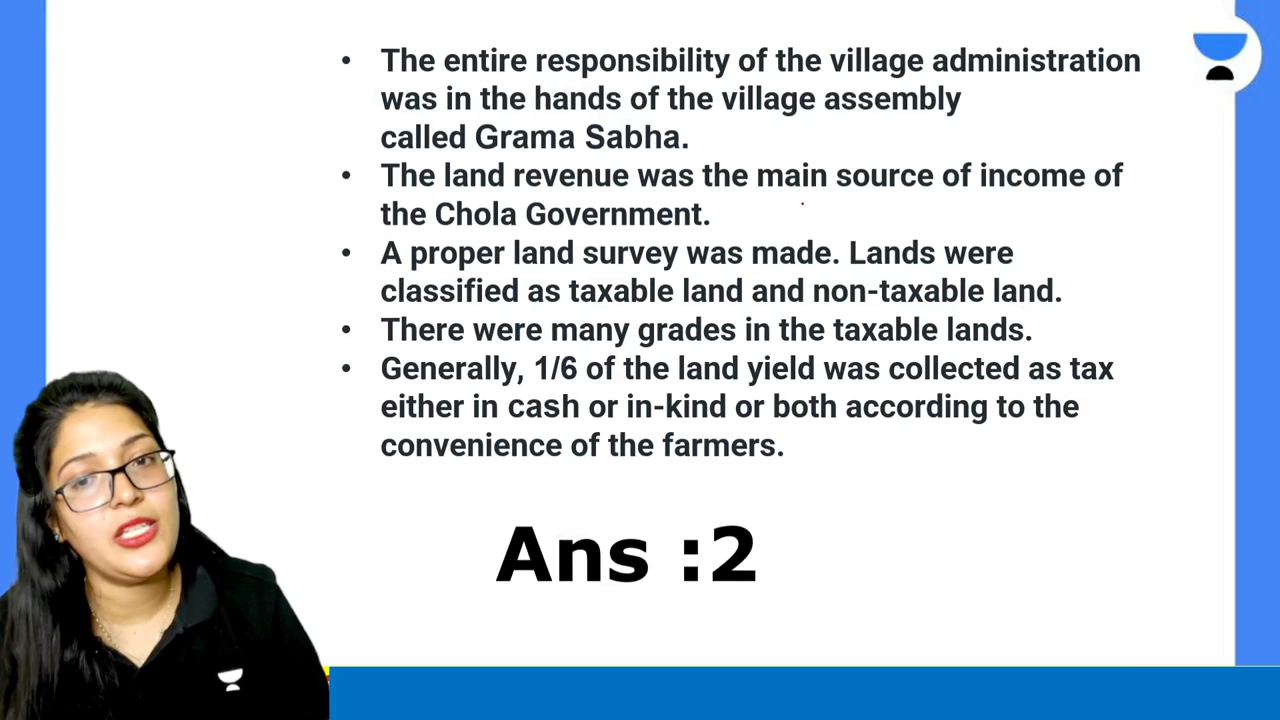 • The entire responsibility of the village administration
was in the hands of the village assembly
called Grama Sabha.
• The land revenue was the main source of income of
the Chola Government.
• A proper land survey was made. Lands were
classified as taxable land and non-taxable land.
• There were many grades in the taxable lands.
• Generally, 1/6 of the land yield was collected as tax
either in cash or in-kind or both according to the
convenience of the farmers.
Ans :2